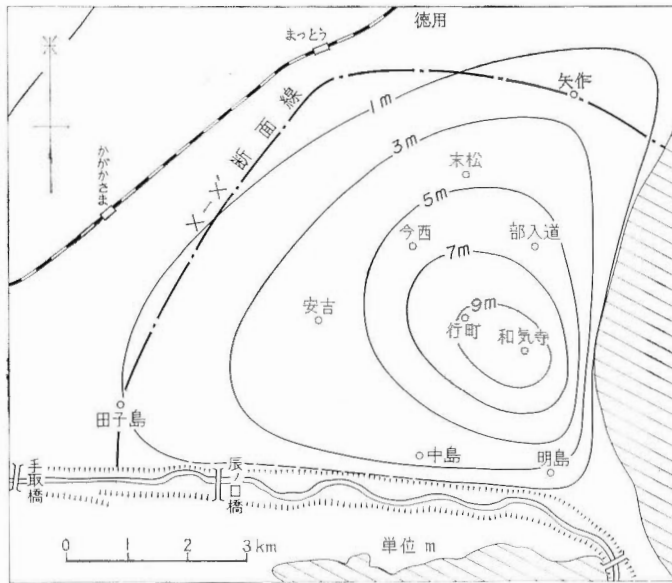 徳用
まっとう
矢作
1m
X－X′断面線
3m
末松
かがかさま
5m
今西
部入道
7m
安吉
9m
行町
和気寺
田子島
中島
明島
手取橋
辰ノ口橋
単位 m
0 1 2 3 km